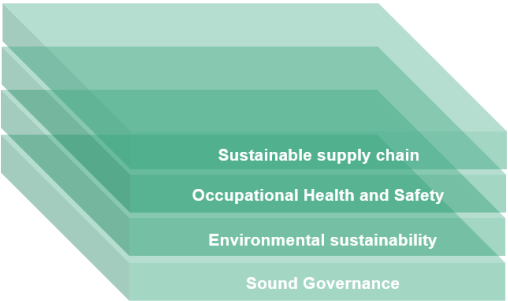 Sustainable supply chain
Occupational Health and Safety
Environmental sustainability
Sound Governance